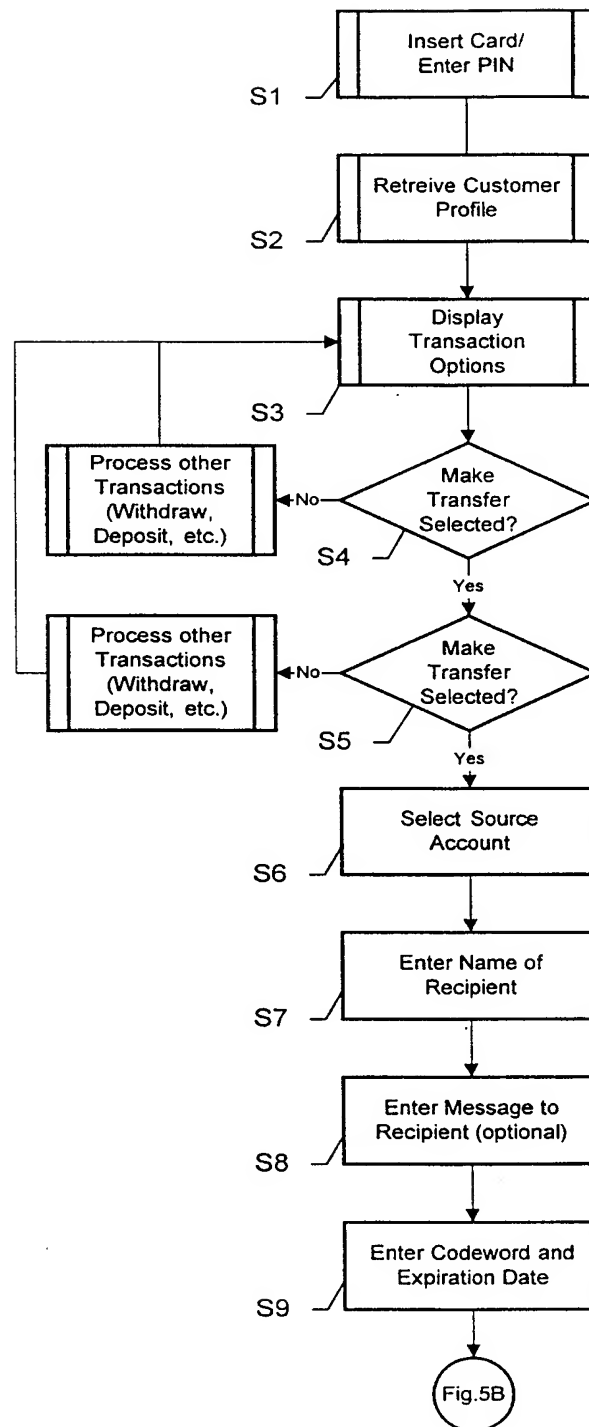 Insert Card/
Enter PIN
S1
Retreive Customer
Profile
S2
Display
Transaction
Options
S3
Process other
Transactions
(Withdraw,
Deposit, etc.)
No
Make
Transfer
Selected?
S4
Yes
Process other
Transactions
(Withdraw,
Deposit, etc.)
No
Make
Transfer
Selected?
S5
Yes
Select Source
Account
S6
Enter Name of
Recipient
S7
Enter Message to
Recipient (optional)
S8
Enter Codeword and
Expiration Date
S9
Fig.5B